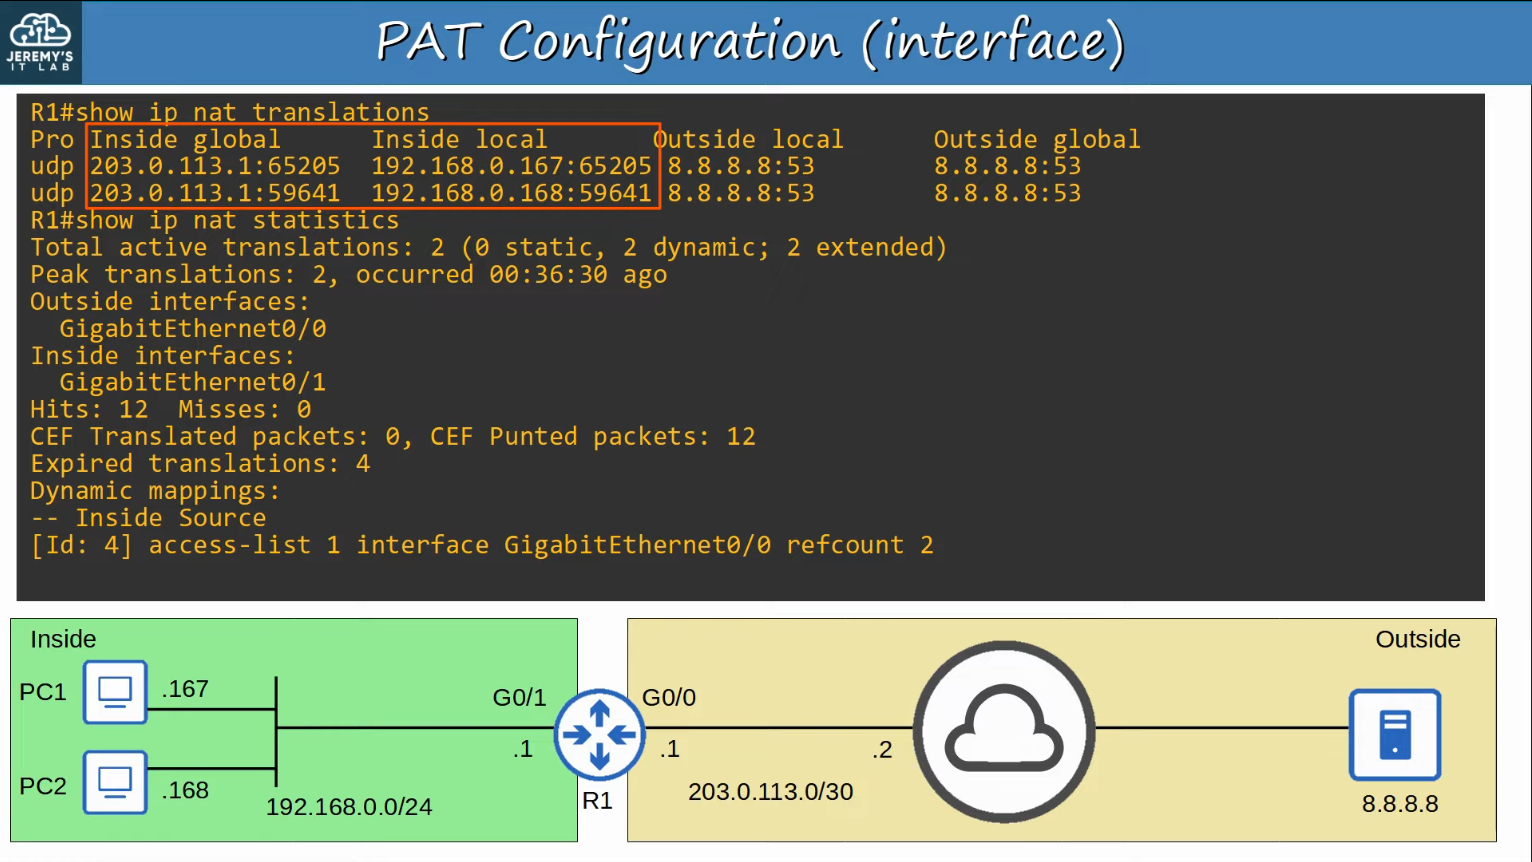 JEREMY'S
IT LAB
PAT Configuration (interface)
R1#show ip nat translations
Pro Inside global Inside local Outside local Outside global
udp 203.0.113.1:65205 192.168.0.167:65205 8.8.8.8:53 8.8.8.8:53
udp 203.0.113.1:59641 192.168.0.168:59641 8.8.8.8:53 8.8.8.8:53
R1#show ip nat statistics
Total active translations: 2 (0 static, 2 dynamic; 2 extended)
Peak translations: 2, occurred 00:36:30 ago
Outside interfaces:
GigabitEthernet0/0
Inside interfaces:
GigabitEthernet0/1
Hits: 12 Misses: 0
CEF Translated packets: 0, CEF Punted packets: 12
Expired translations: 4
Dynamic mappings:
-- Inside Source
[Id: 4] access-list 1 interface GigabitEthernet0/0 refcount 2
Inside
PC1
.167
PC2
.168
192.168.0.0/24
G0/1
.1
R1
Outside
G0/0
.1
.2
203.0.113.0/30
8.8.8.8